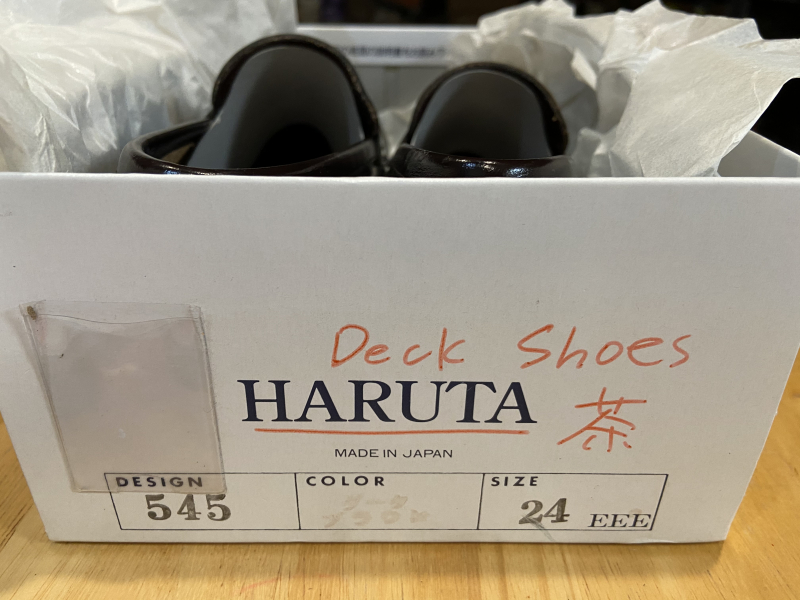 Deck Shoes
HARUTA 茶
MADE IN JAPAN
DESIGN COLOR SIZE
545 24 EEE